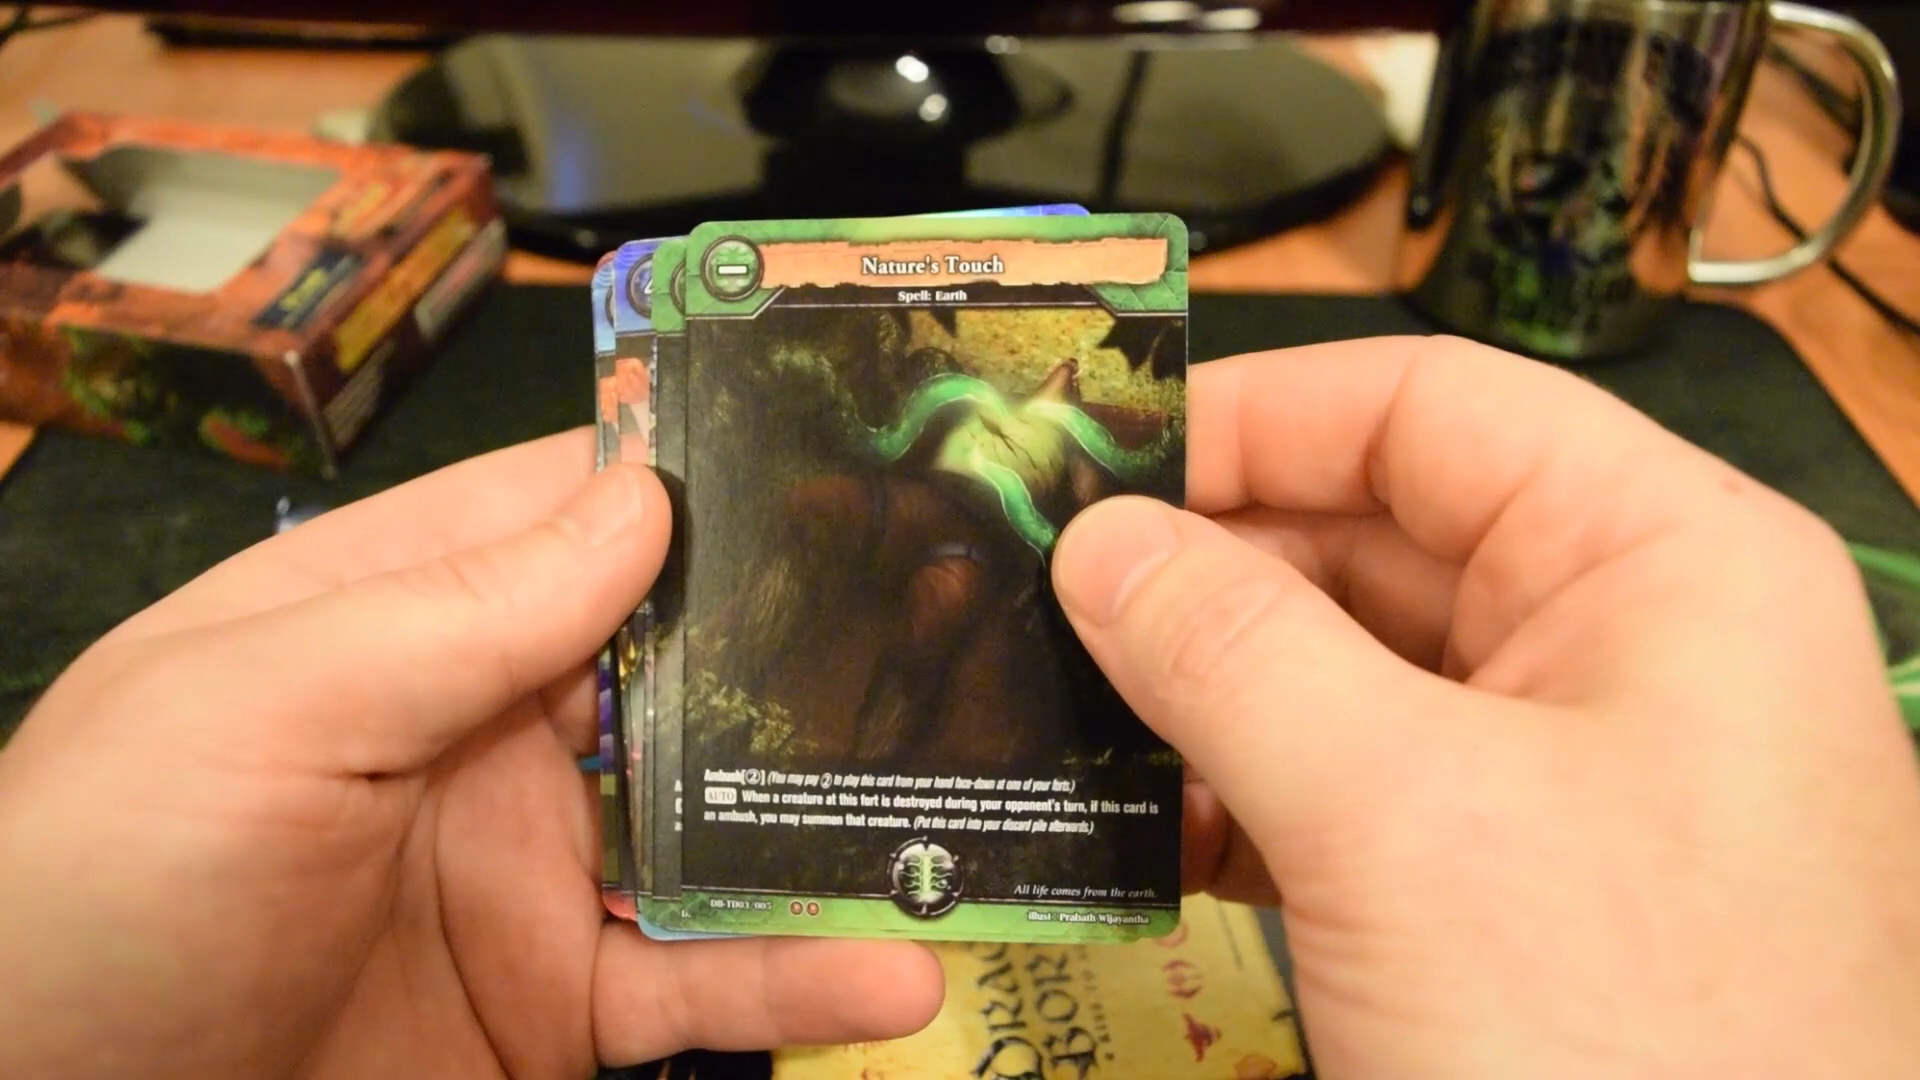 Nature's Touch
Spell: Earth
Ambush[②] (You may pay ② to play this card from your hand face-down at one of your forts.)
AUTO When a creature at this fort is destroyed during your opponent's turn, if this card is
an ambush, you may summon that creature. (Put this card into your discard pile afterwards.)
All life comes from the earth.
DB-TD03/005
illust: Prabath Wijayantha
DRAGO
BORN